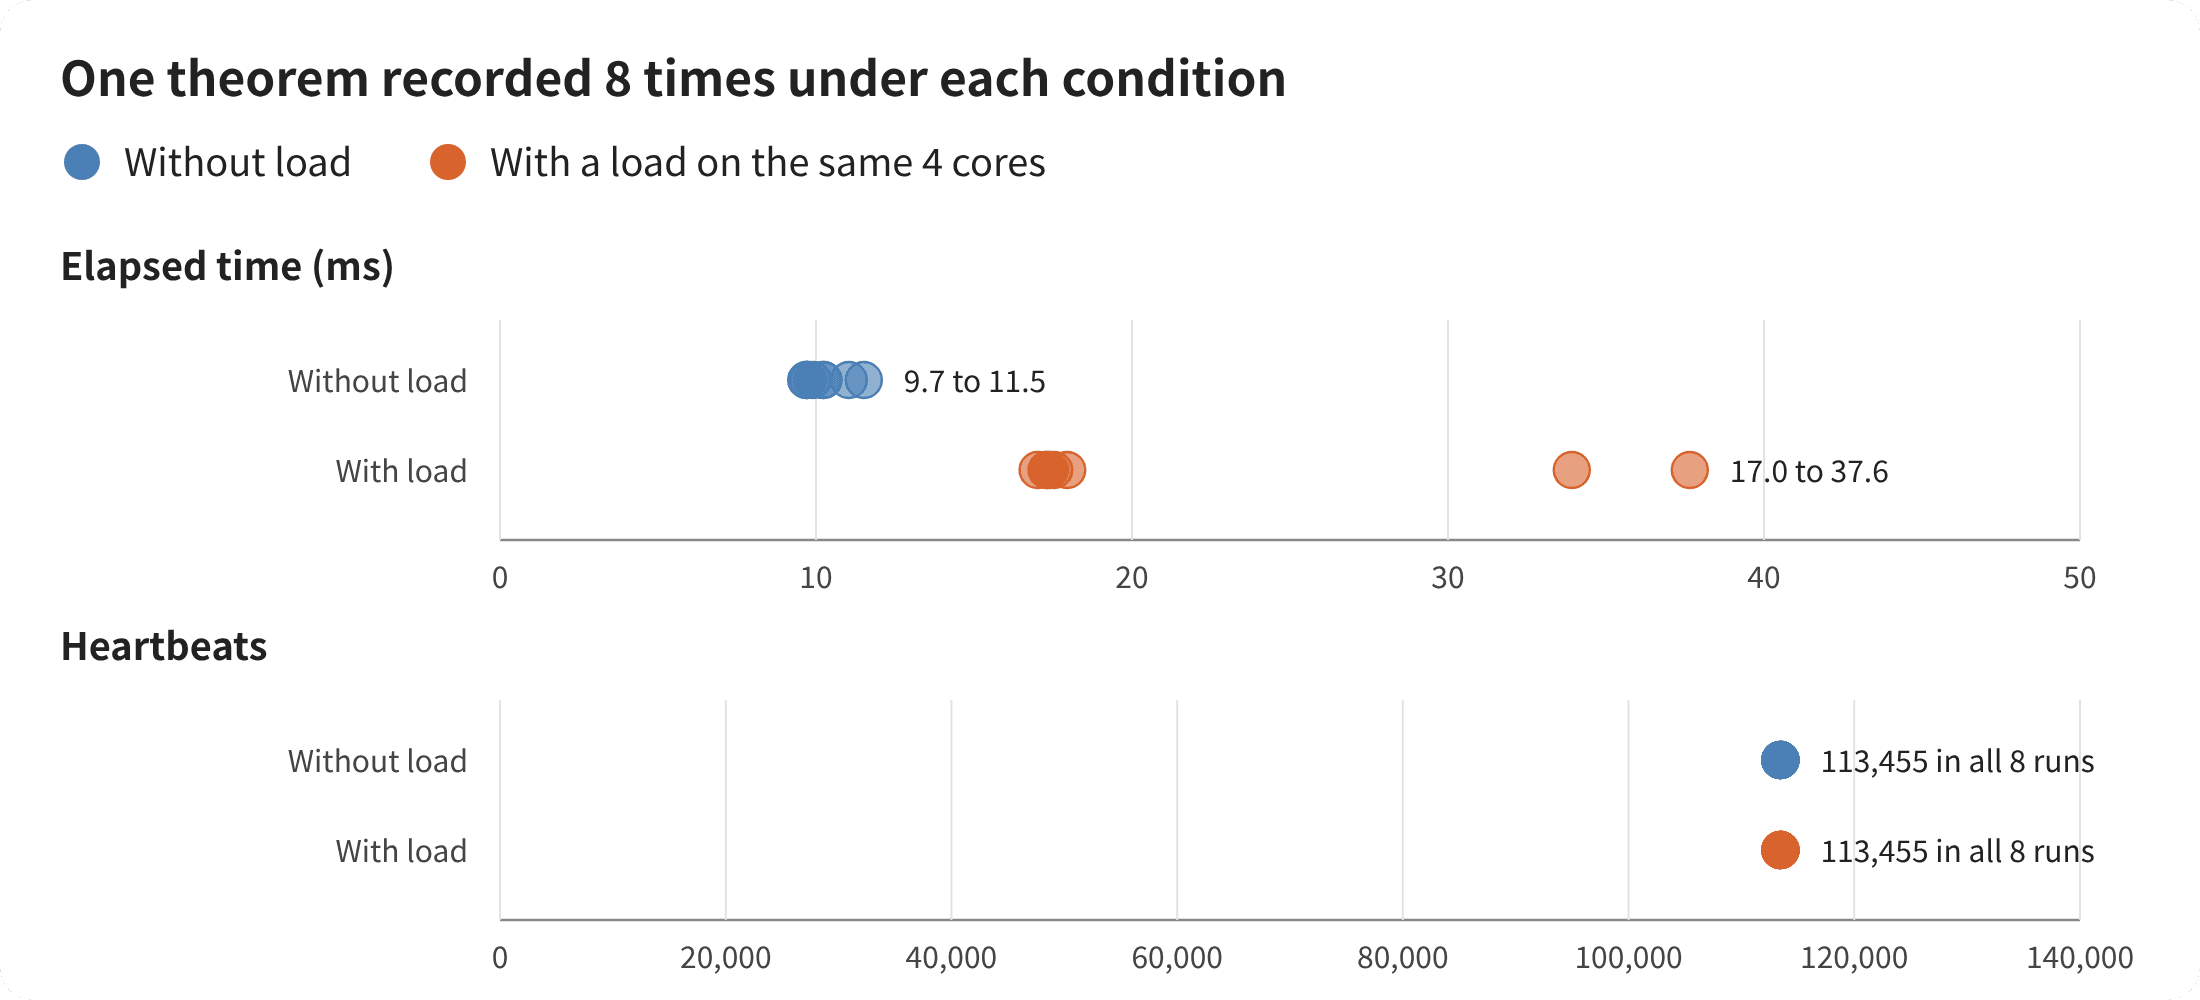 One theorem recorded 8 times under each condition
Without load
With a load on the same 4 cores
Elapsed time (ms)
Without load
9.7 to 11.5
With load
17.0 to 37.6
0 10 20 30 40 50
Heartbeats
Without load
113,455 in all 8 runs
With load
113,455 in all 8 runs
0 20,000 40,000 60,000 80,000 100,000 120,000 140,000